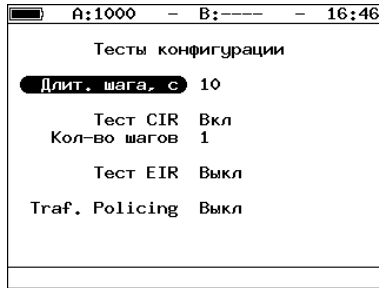 A:1000 – B:---- – 16:46
Тесты конфигурации
Длит. шага, с 10
Тест CIR Вкл
Кол-во шагов 1
Тест EIR Выкл
Traf. Policing Выкл